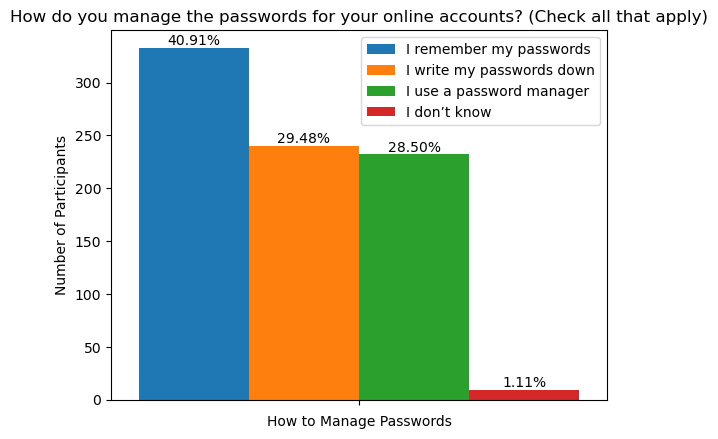 How do you manage the passwords for your online accounts? (Check all that apply)
40.91%
29.48%
28.50%
1.11%
I remember my passwords
I write my passwords down
I use a password manager
I don’t know
Number of Participants
300
250
200
150
100
50
0
How to Manage Passwords